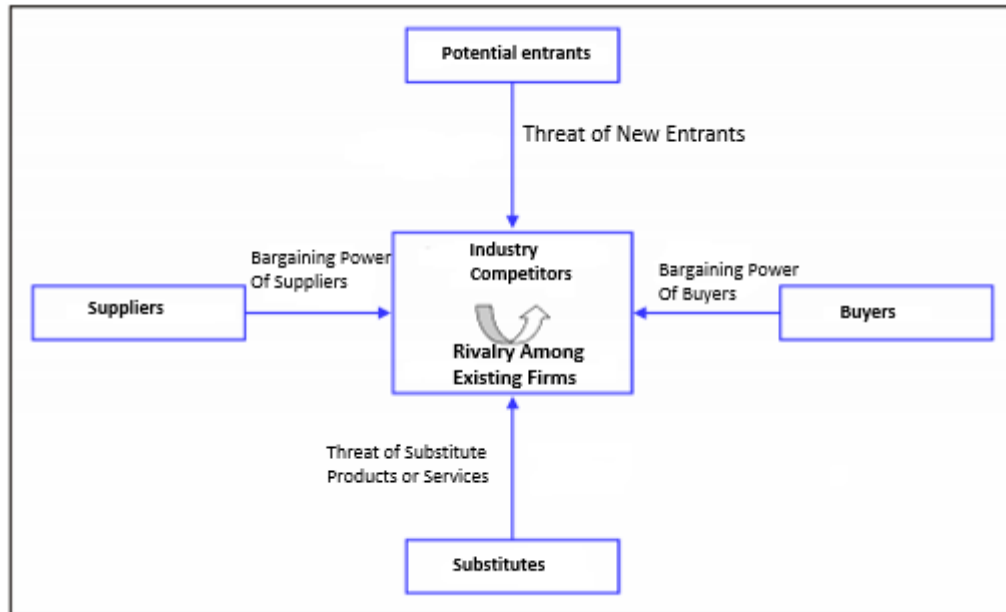 Potential entrants
Threat of New Entrants
Industry
Competitors
Bargaining Power
Of Suppliers
Bargaining Power
Of Buyers
Suppliers
Buyers
Rivalry Among
Existing Firms
Threat of Substitute
Products or Services
Substitutes